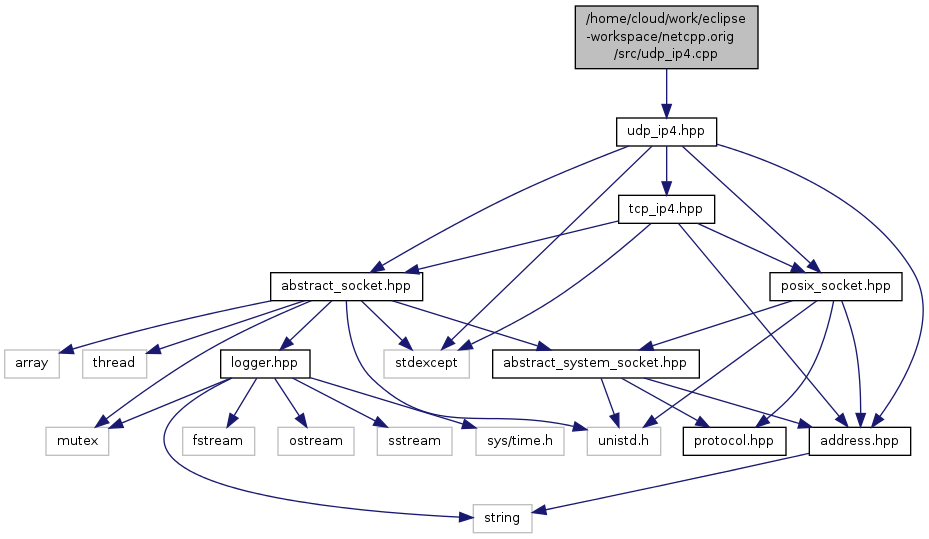 /home/cloud/work/eclipse
-workspace/netcpp.orig
/src/udp_ip4.cpp
udp_ip4.hpp
tcp_ip4.hpp
abstract_socket.hpp
posix_socket.hpp
array
thread
logger.hpp
stdexcept
abstract_system_socket.hpp
mutex
fstream
ostream
sstream
sys/time.h
unistd.h
protocol.hpp
address.hpp
string